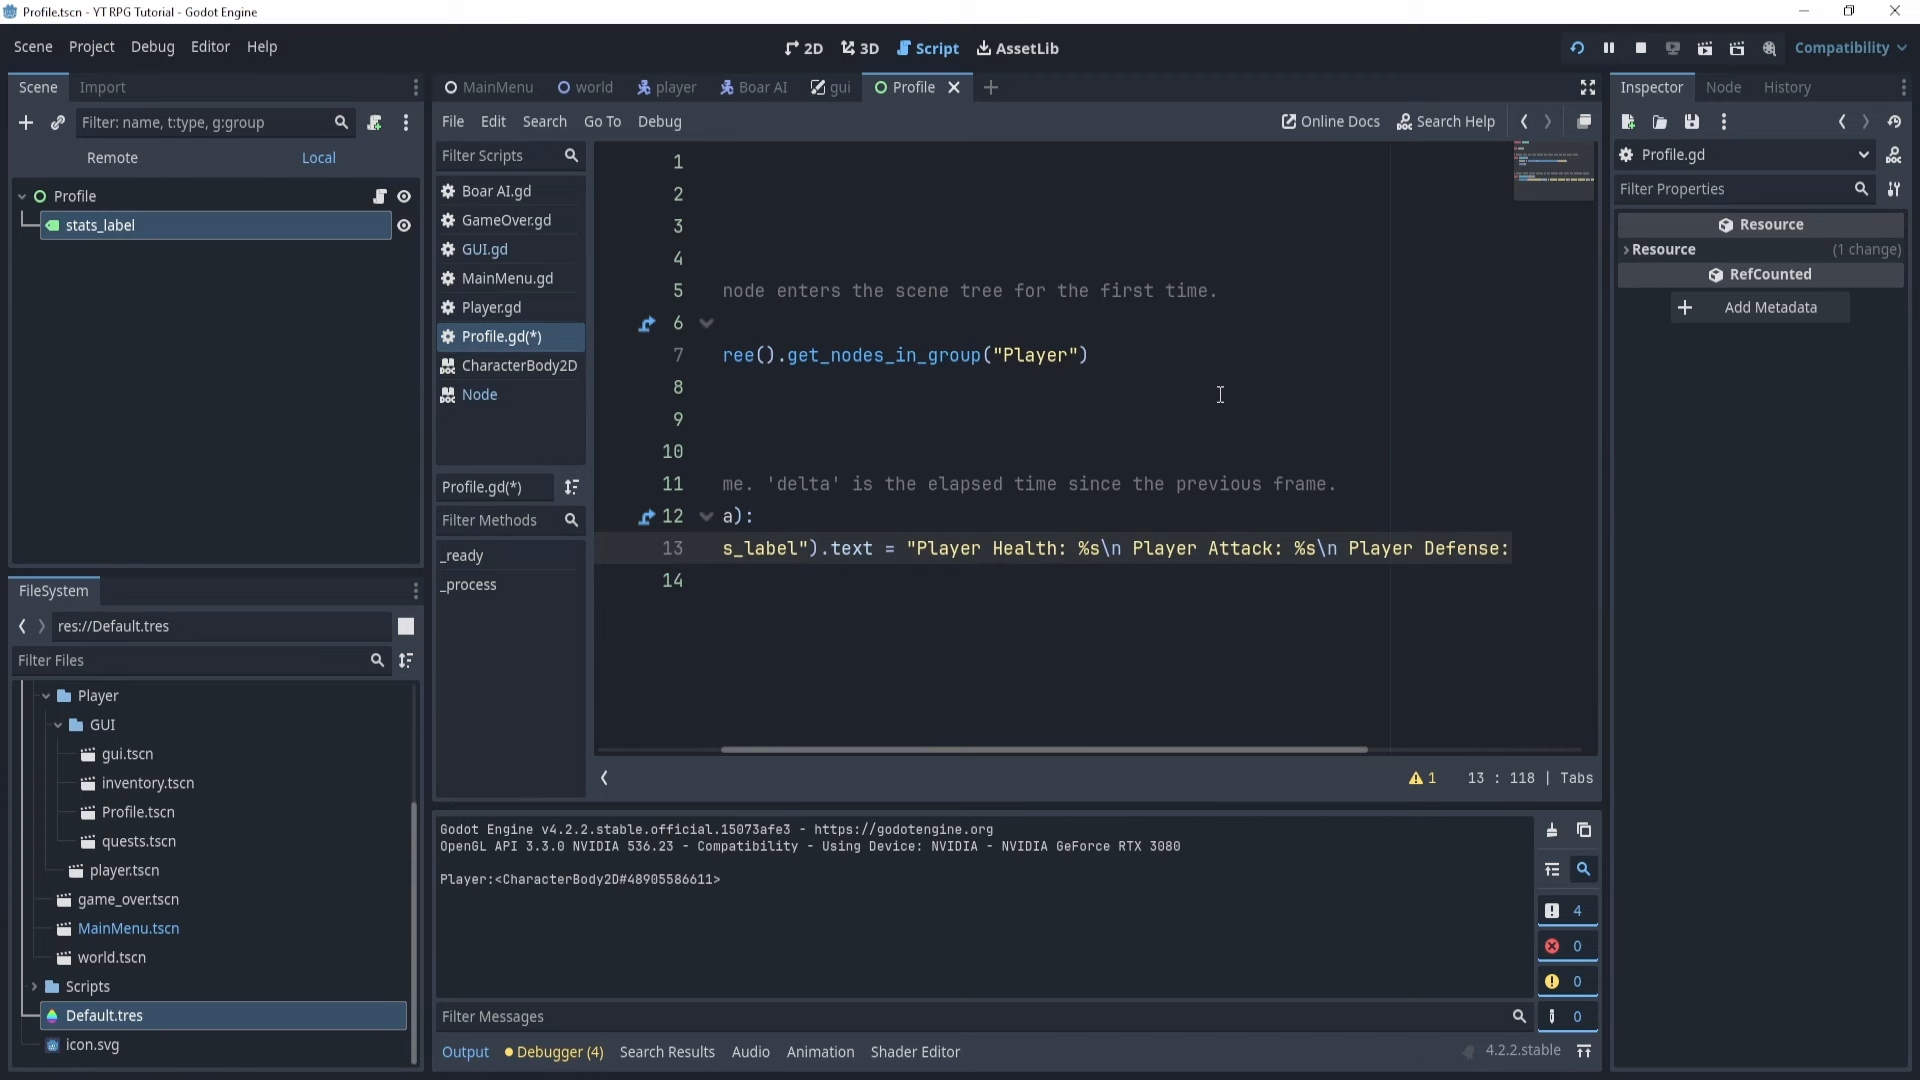 Profile.tscn - YT RPG Tutorial - Godot Engine
Scene Project Debug Editor Help
2D 3D Script AssetLib
Compatibility
Scene Import
Filter: name, t:type, g:group
Remote Local
Profile
stats_label
FileSystem
res://Default.tres
Filter Files
Player
GUI
gui.tscn
inventory.tscn
Profile.tscn
quests.tscn
player.tscn
game_over.tscn
MainMenu.tscn
world.tscn
Scripts
Default.tres
icon.svg
MainMenu world player Boar AI gui Profile
File Edit Search Go To Debug
Online Docs Search Help
Filter Scripts
Boar AI.gd
GameOver.gd
GUI.gd
MainMenu.gd
Player.gd
Profile.gd(*)
CharacterBody2D
Node
Profile.gd(*)
Filter Methods
_ready
_process
1
2
3
4
5 node enters the scene tree for the first time.
6
7 ree().get_nodes_in_group("Player")
8
9
10
11 me. 'delta' is the elapsed time since the previous frame.
12 a):
13 s_label").text = "Player Health: %s\n Player Attack: %s\n Player Defense:
14
1 13 : 118 | Tabs
Godot Engine v4.2.2.stable.official.15073afe3 - https://godotengine.org
OpenGL API 3.3.0 NVIDIA 536.23 - Compatibility - Using Device: NVIDIA - NVIDIA GeForce RTX 3080
Player:<CharacterBody2D#48905586611>
4
0
0
0
Filter Messages
Output Debugger (4) Search Results Audio Animation Shader Editor
4.2.2.stable
Inspector Node History
Profile.gd
Filter Properties
Resource
Resource (1 change)
RefCounted
Add Metadata